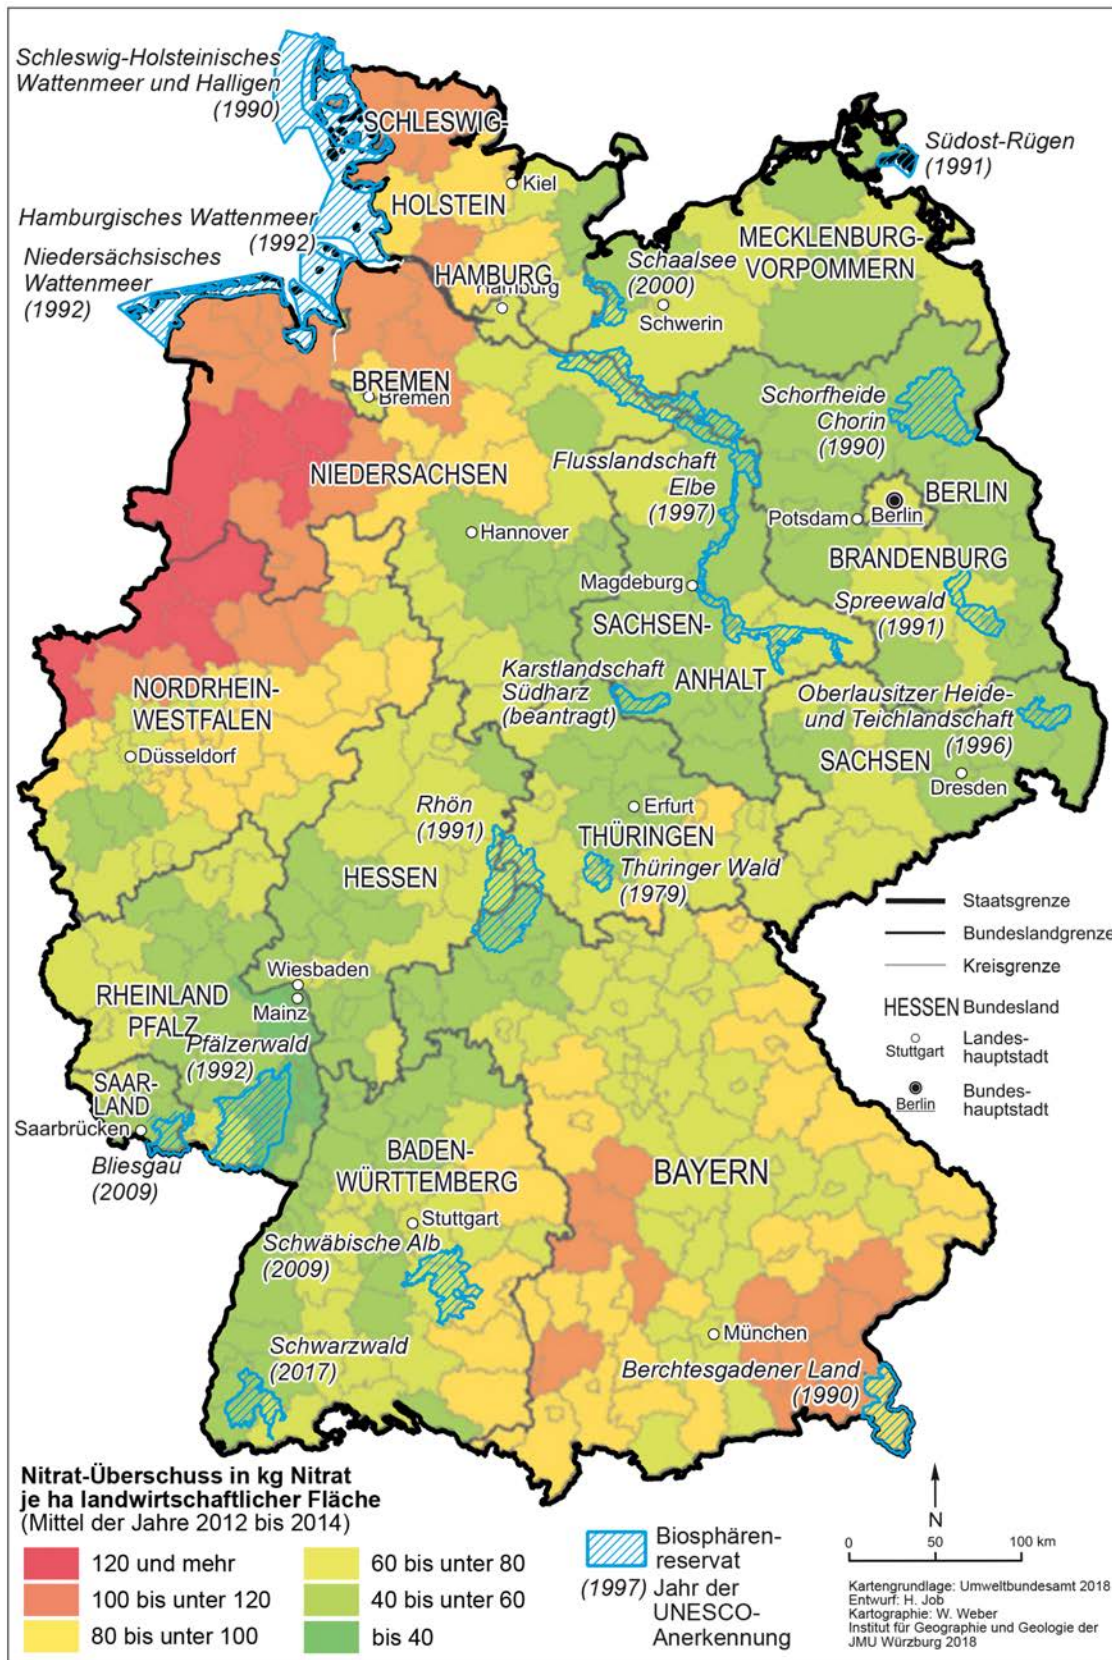 Schleswig-Holsteinisches
Wattenmeer und Halligen
(1990)
SCHLESWIG-
HOLSTEIN
Kiel
Südost-Rügen
(1991)
Hamburgisches Wattenmeer
(1992)
Niedersächsisches
Wattenmeer
(1992)
HAMBURG
Hamburg
Schaalsee
(2000)
Schwerin
MECKLENBURG-
VORPOMMERN
BREMEN
Bremen
Schorfheide
Chorin
(1990)
NIEDERSACHSEN
Flusslandschaft
Elbe
(1997)
Hannover
BERLIN
Potsdam
Berlin
BRANDENBURG
Magdeburg
Spreewald
(1991)
SACHSEN-
ANHALT
Karstlandschaft
Südharz
(beantragt)
Oberlausitzer Heide-
und Teichlandschaft
(1996)
NORDRHEIN-
WESTFALEN
Düsseldorf
SACHSEN
Dresden
Rhön
(1991)
Erfurt
THÜRINGEN
Thüringer Wald
(1979)
HESSEN
Wiesbaden
Mainz
RHEINLAND
PFALZ
Pfälzerwald
(1992)
SAAR-
LAND
Saarbrücken
Bliesgau
(2009)
BADEN-
WÜRTTEMBERG
Stuttgart
BAYERN
Schwäbische Alb
(2009)
Schwarzwald
(2017)
München
Berchtesgadener Land
(1990)
Staatsgrenze
Bundeslandgrenze
Kreisgrenze
HESSEN Bundesland
Stuttgart
Landes-
hauptstadt
Berlin
Bundes-
hauptstadt
Nitrat-Überschuss in kg Nitrat
je ha landwirtschaftlicher Fläche
(Mittel der Jahre 2012 bis 2014)
120 und mehr
100 bis unter 120
80 bis unter 100
60 bis unter 80
40 bis unter 60
bis 40
Biosphären-
reservat
(1997) Jahr der
UNESCO-
Anerkennung
N
0 50 100 km
Kartengrundlage: Umweltbundesamt 2018
Entwurf: H. Job
Kartographie: W. Weber
Institut für Geographie und Geologie der
JMU Würzburg 2018